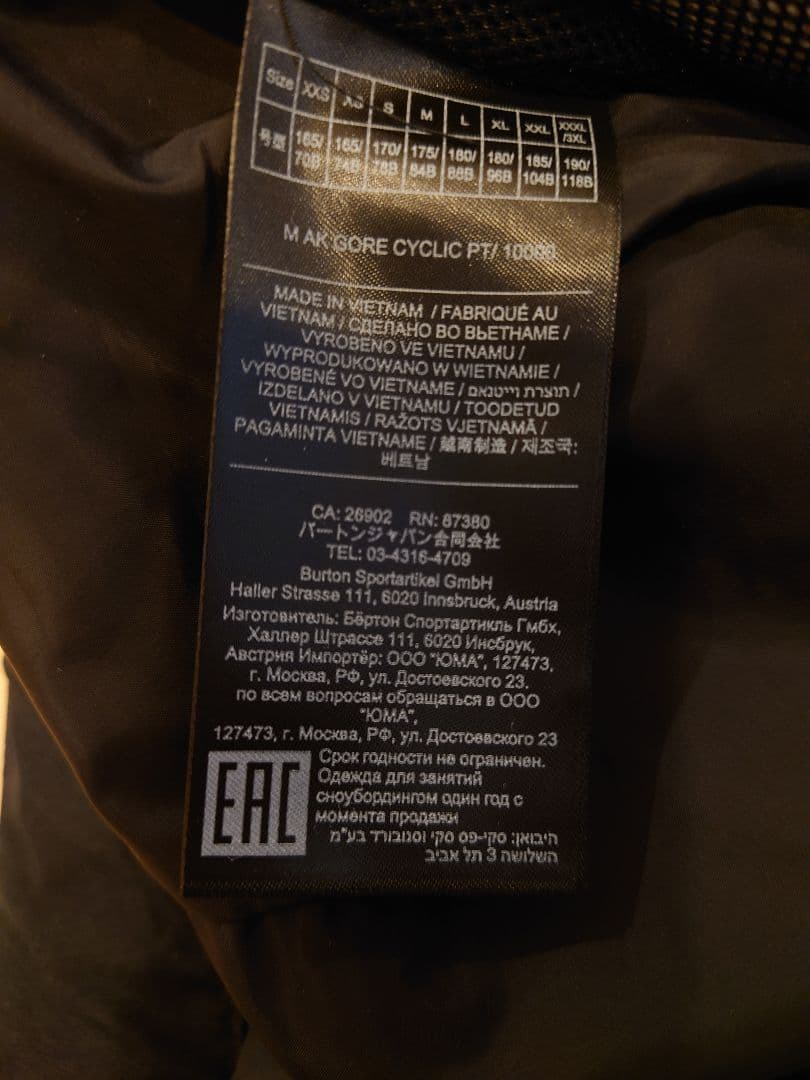 Size XXS XS S M L XL XXL XXXL /3XL
号型 165/ 70B 165/ 74B 170/ 78B 175/ 84B 180/ 88B 180/ 96B 185/ 104B 190/ 118B
M AK GORE CYCLIC PT/
MADE IN VIETNAM / FABRIQUÉ AU
VIETNAM / СДЕЛАНО ВО ВЬЕТНАМЕ /
VYROBENO VE VIETNAMU /
WYPRODUKOWANO W WIETNAMIE /
VYROBENÉ VO VIETNAME / תוצרת וייטנאם /
IZDELANO V VIETNAMU / TOODETUD
VIETNAMIS / RAŽOTS VJETNAMĀ /
PAGAMINTA VIETNAME / 越南制造 / 제조국:
베트남
CA: 26902 RN: 87380
バートンジャパン合同会社
TEL: 03-4316-4709
Burton Sportartikel GmbH
Haller Strasse 111, 6020 Innsbruck, Austria
Изготовитель: Бёртон Спортартикль Гмбх,
Халлер Штрассе 111, 6020 Инсбрук,
Австрия Импортёр: ООО "ЮМА", 127473,
г. Москва, РФ, ул. Достоевского 23.
по всем вопросам обращаться в ООО
"ЮМА",
127473, г. Москва, РФ, ул. Достоевского 23
EAC
Срок годности не ограничен.
Одежда для занятий
сноубордингом один год с
момента продажи
היבואן: סקי-פס סקי וסנובורד בע"מ
השלושה 3 תל אביב